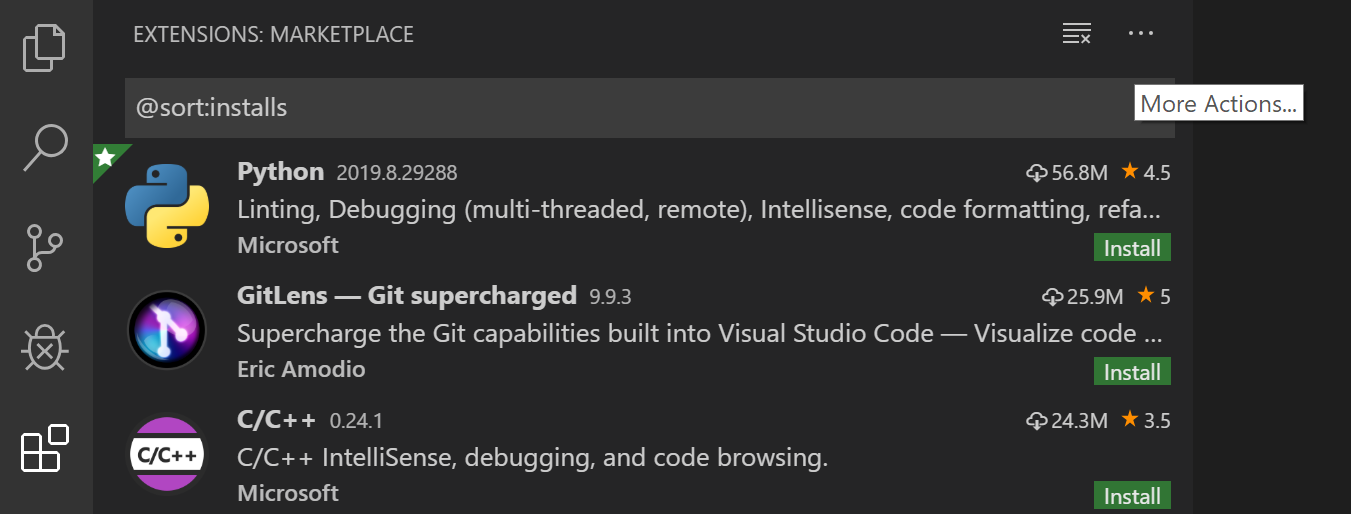 EXTENSIONS: MARKETPLACE
@sort:installs
More Actions...
Python 2019.8.29288 56.8M 4.5
Linting, Debugging (multi-threaded, remote), Intellisense, code formatting, refa...
Microsoft Install
GitLens — Git supercharged 9.9.3 25.9M 5
Supercharge the Git capabilities built into Visual Studio Code — Visualize code ...
Eric Amodio Install
C/C++ 0.24.1 24.3M 3.5
C/C++
C/C++ IntelliSense, debugging, and code browsing.
Microsoft Install